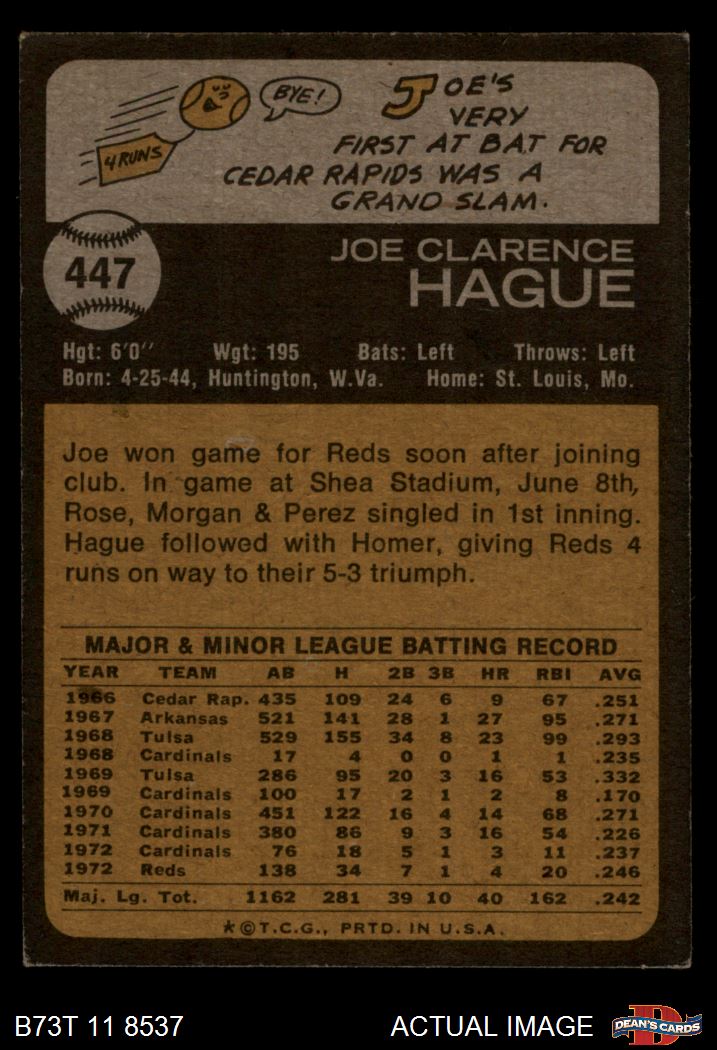 BYE!
4 RUNS
JOE'S
VERY
FIRST AT BAT FOR
CEDAR RAPIDS WAS A
GRAND SLAM.
447
JOE CLARENCE
HAGUE
Hgt: 6'0" Wgt: 195 Bats: Left Throws: Left
Born: 4-25-44, Huntington, W.Va. Home: St. Louis, Mo.
Joe won game for Reds soon after joining
club. In game at Shea Stadium, June 8th,
Rose, Morgan & Perez singled in 1st inning.
Hague followed with Homer, giving Reds 4
runs on way to their 5-3 triumph.
MAJOR & MINOR LEAGUE BATTING RECORD
YEAR TEAM AB H 2B 3B HR RBI AVG
1966 Cedar Rap. 435 109 24 6 9 67 .251
1967 Arkansas 521 141 28 1 27 95 .271
1968 Tulsa 529 155 34 8 23 99 .293
1968 Cardinals 17 4 0 0 1 1 .235
1969 Tulsa 286 95 20 3 16 53 .332
1969 Cardinals 100 17 2 1 2 8 .170
1970 Cardinals 451 122 16 4 14 68 .271
1971 Cardinals 380 86 9 3 16 54 .226
1972 Cardinals 76 18 5 1 3 11 .237
1972 Reds 138 34 7 1 4 20 .246
Maj. Lg. Tot. 1162 281 39 10 40 162 .242
*©T.C.G., PRTD. IN U.S.A.
B73T 11 8537 ACTUAL IMAGE DEAN'S CARDS